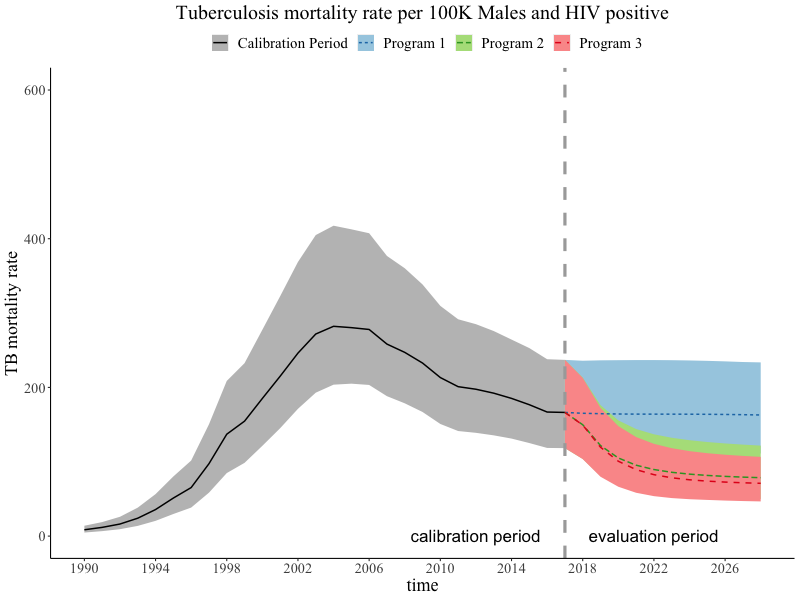 Tuberculosis mortality rate per 100K Males and HIV positive
Calibration Period Program 1 Program 2 Program 3
TB mortality rate
600
400
200
0
calibration period evaluation period
1990 1994 1998 2002 2006 2010 2014 2018 2022 2026
time